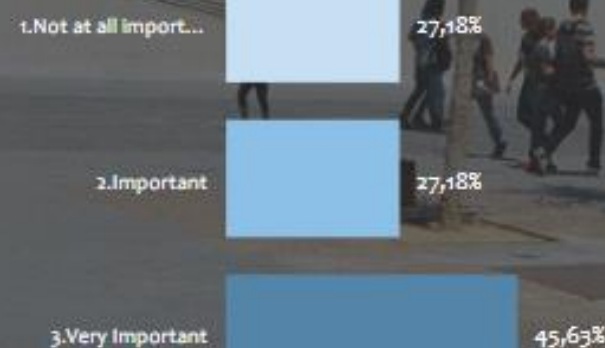 1.Not at all import... 27,18%
2.Important 27,18%
3.Very Important 45,63%